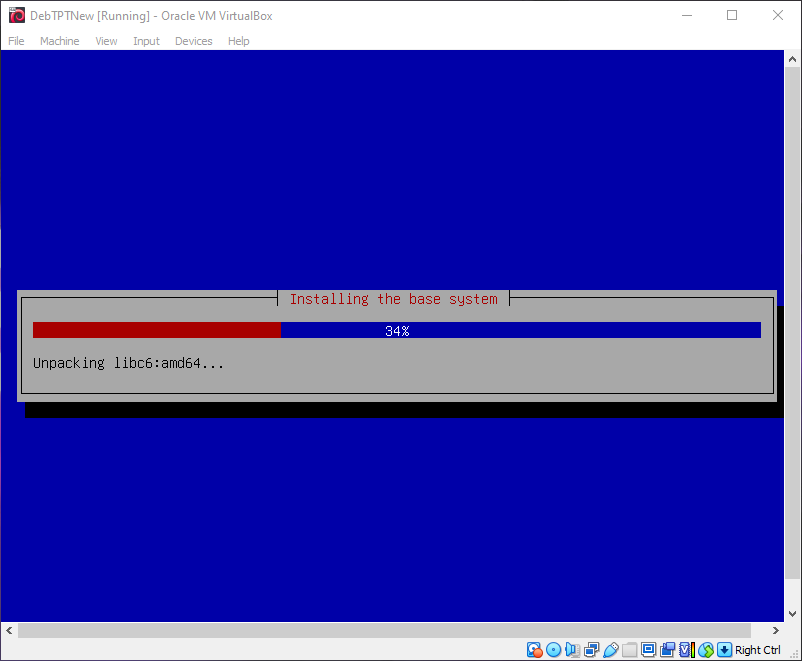 DebTPTNew [Running] - Oracle VM VirtualBox
File Machine View Input Devices Help
Installing the base system
34%
Unpacking libc6:amd64...
Right Ctrl